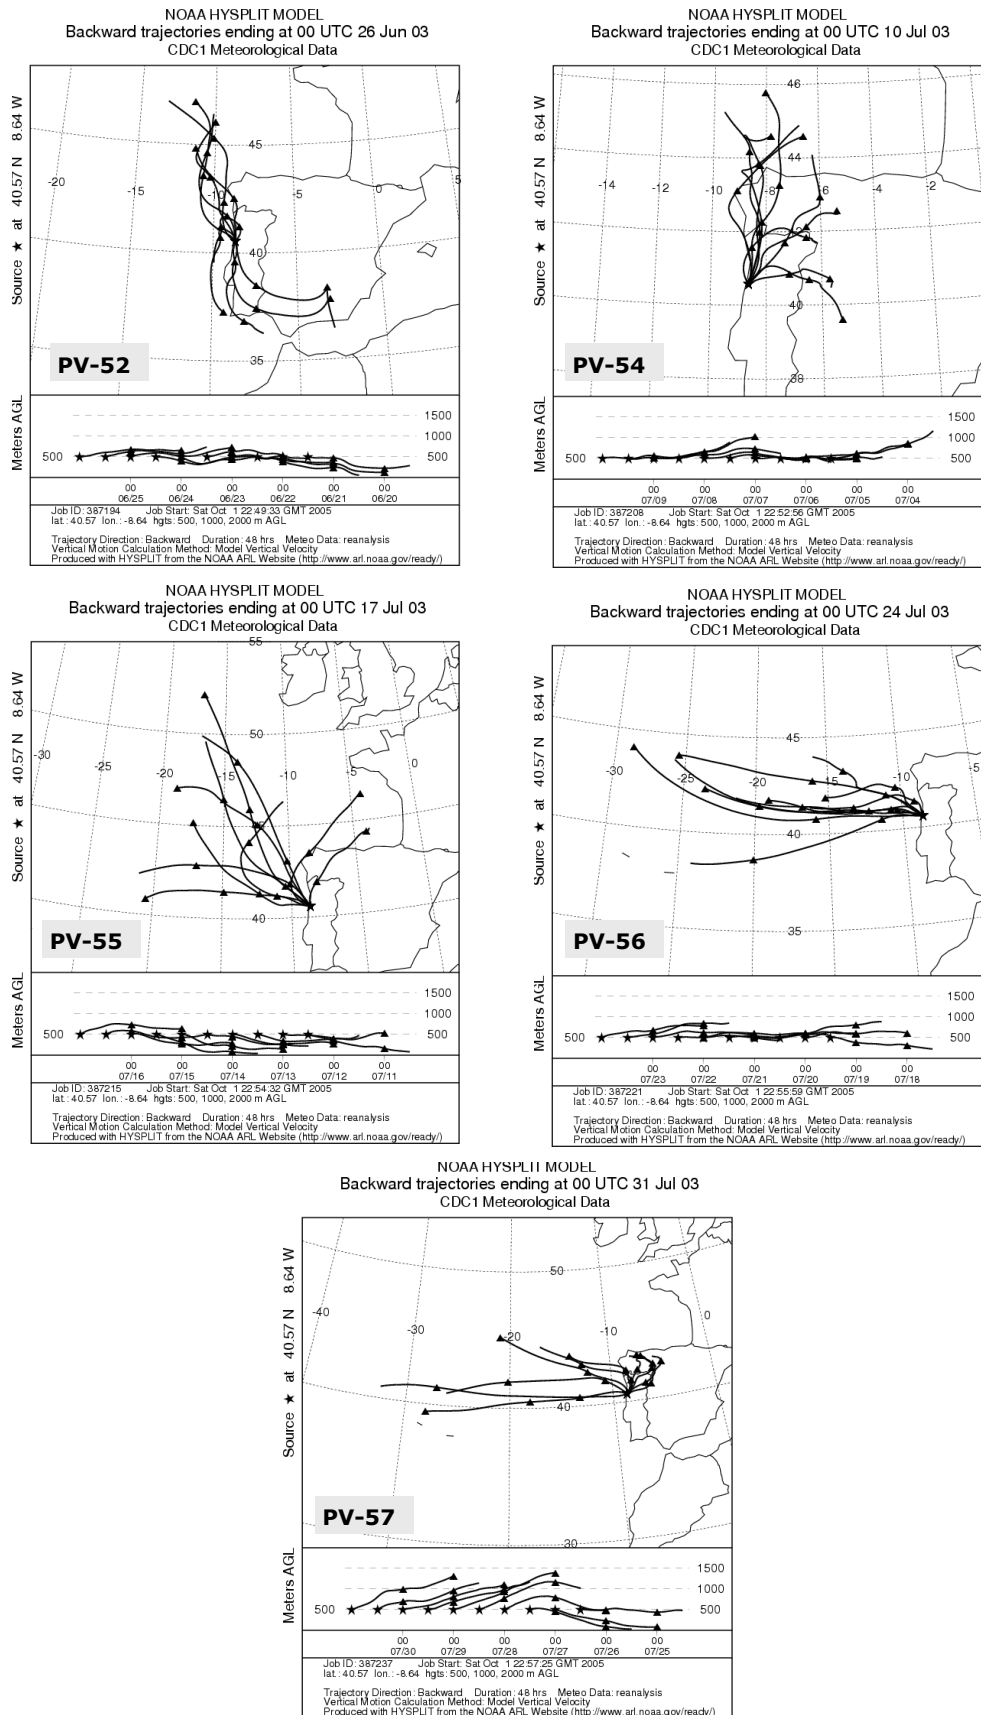 NOAA HYSPLIT MODEL
Backward trajectories ending at 00 UTC 26 Jun 03
CDC1 Meteorological Data
Source ★ at 40.57 N 8.64 W
-20
-15
-10
-5
0
5
45
40
35
PV-52
Meters AGL
1500
1000
500
500
00 00 00 00 00 00
06/25 06/24 06/23 06/22 06/21 06/20
Job ID: 387194 Job Start: Sat Oct 1 22:49:33 GMT 2005
lat.: 40.57 lon.: -8.64 hgts: 500, 1000, 2000 m AGL
Trajectory Direction: Backward Duration: 48 hrs Meteo Data: reanalysis
Vertical Motion Calculation Method: Model Vertical Velocity
Produced with HYSPLIT from the NOAA ARL Website (http://www.arl.noaa.gov/ready/)
NOAA HYSPLIT MODEL
Backward trajectories ending at 00 UTC 10 Jul 03
CDC1 Meteorological Data
Source ★ at 40.57 N 8.64 W
46
44
-14
-12
-10
-8
-6
-4
-2
40
38
PV-54
Meters AGL
1500
1000
500
500
00 00 00 00 00 00
07/09 07/08 07/07 07/06 07/05 07/04
Job ID: 387208 Job Start: Sat Oct 1 22:52:56 GMT 2005
lat.: 40.57 lon.: -8.64 hgts: 500, 1000, 2000 m AGL
Trajectory Direction: Backward Duration: 48 hrs Meteo Data: reanalysis
Vertical Motion Calculation Method: Model Vertical Velocity
Produced with HYSPLIT from the NOAA ARL Website (http://www.arl.noaa.gov/ready/)
NOAA HYSPLIT MODEL
Backward trajectories ending at 00 UTC 17 Jul 03
CDC1 Meteorological Data
Source ★ at 40.57 N 8.64 W
55
50
-30
-25
-20
-15
-10
-5
0
40
PV-55
Meters AGL
1500
1000
500
500
00 00 00 00 00 00
07/16 07/15 07/14 07/13 07/12 07/11
Job ID: 387215 Job Start: Sat Oct 1 22:54:32 GMT 2005
lat.: 40.57 lon.: -8.64 hgts: 500, 1000, 2000 m AGL
Trajectory Direction: Backward Duration: 48 hrs Meteo Data: reanalysis
Vertical Motion Calculation Method: Model Vertical Velocity
Produced with HYSPLIT from the NOAA ARL Website (http://www.arl.noaa.gov/ready/)
NOAA HYSPLIT MODEL
Backward trajectories ending at 00 UTC 24 Jul 03
CDC1 Meteorological Data
Source ★ at 40.57 N 8.64 W
45
-30
-25
-20
-15
-10
-5
40
35
PV-56
Meters AGL
1500
1000
500
500
00 00 00 00 00 00
07/23 07/22 07/21 07/20 07/19 07/18
Job ID: 387221 Job Start: Sat Oct 1 22:55:59 GMT 2005
lat.: 40.57 lon.: -8.64 hgts: 500, 1000, 2000 m AGL
Trajectory Direction: Backward Duration: 48 hrs Meteo Data: reanalysis
Vertical Motion Calculation Method: Model Vertical Velocity
Produced with HYSPLIT from the NOAA ARL Website (http://www.arl.noaa.gov/ready/)
NOAA HYSPLIT MODEL
Backward trajectories ending at 00 UTC 31 Jul 03
CDC1 Meteorological Data
Source ★ at 40.57 N 8.64 W
50
-40
-30
-20
-10
0
40
30
PV-57
Meters AGL
1500
1000
500
500
00 00 00 00 00 00
07/30 07/29 07/28 07/27 07/26 07/25
Job ID: 387237 Job Start: Sat Oct 1 22:57:25 GMT 2005
lat.: 40.57 lon.: -8.64 hgts: 500, 1000, 2000 m AGL
Trajectory Direction: Backward Duration: 48 hrs Meteo Data: reanalysis
Vertical Motion Calculation Method: Model Vertical Velocity
Produced with HYSPLIT from the NOAA ARL Website (http://www.arl.noaa.gov/ready/)